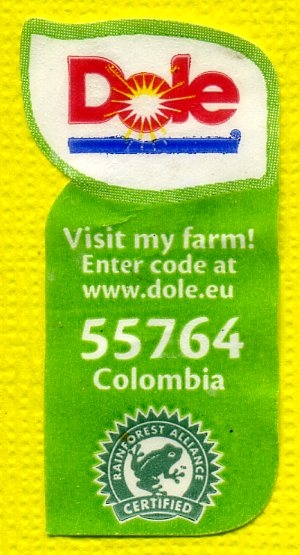 Dole
Visit my farm!
Enter code at
www.dole.eu
55764
Colombia
RAINFOREST ALLIANCE
CERTIFIED